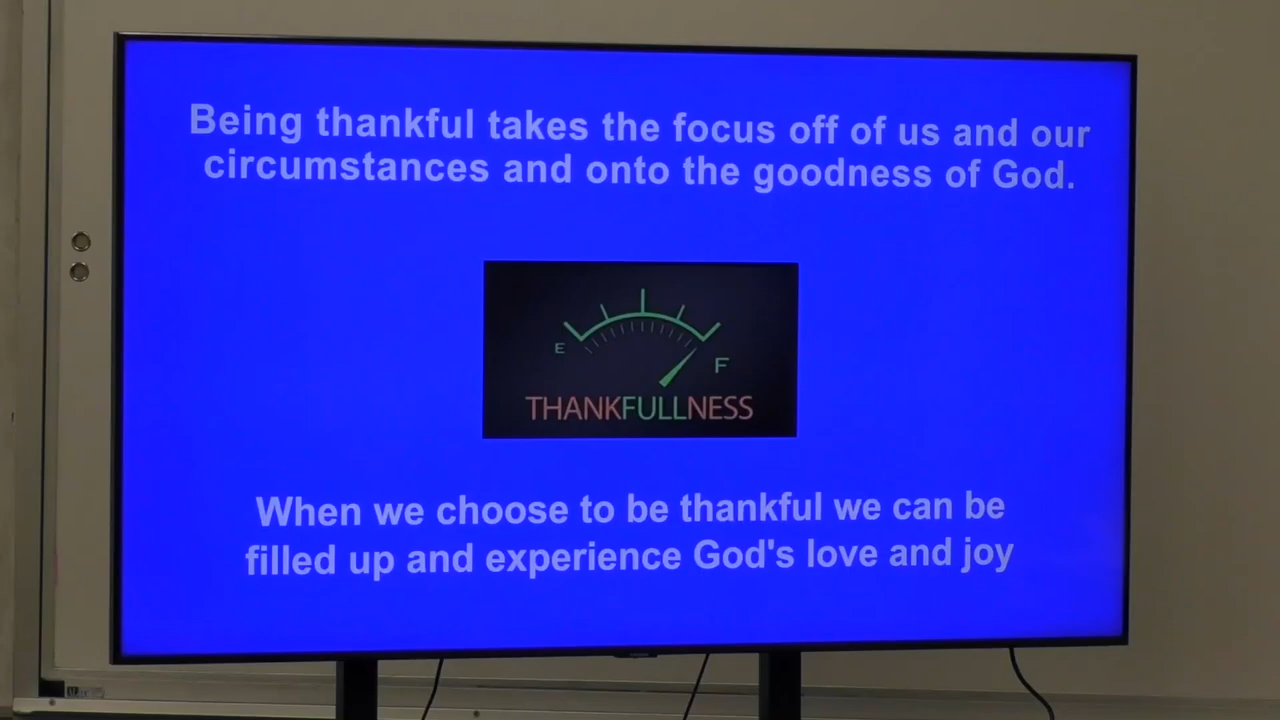 Being thankful takes the focus off of us and our
circumstances and onto the goodness of God.
E
F
THANKFULLNESS
When we choose to be thankful we can be
filled up and experience God's love and joy